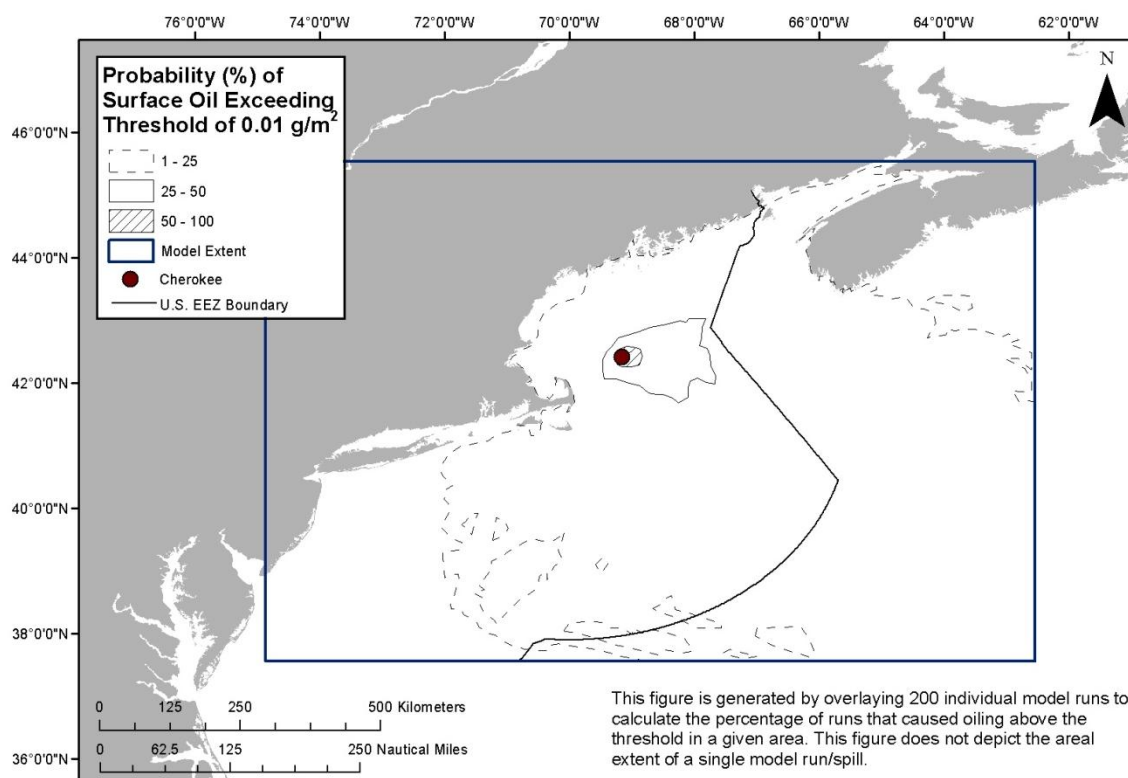 76°0'0"W 74°0'0"W 72°0'0"W 70°0'0"W 68°0'0"W 66°0'0"W 64°0'0"W 62°0'0"W
N
46°0'0"N
44°0'0"N
42°0'0"N
40°0'0"N
38°0'0"N
36°0'0"N
Probability (%) of
Surface Oil Exceeding
Threshold of 0.01 g/m²
1 - 25
25 - 50
50 - 100
Model Extent
Cherokee
U.S. EEZ Boundary
0 125 250 500 Kilometers
0 62.5 125 250 Nautical Miles
This figure is generated by overlaying 200 individual model runs to
calculate the percentage of runs that caused oiling above the
threshold in a given area. This figure does not depict the areal
extent of a single model run/spill.